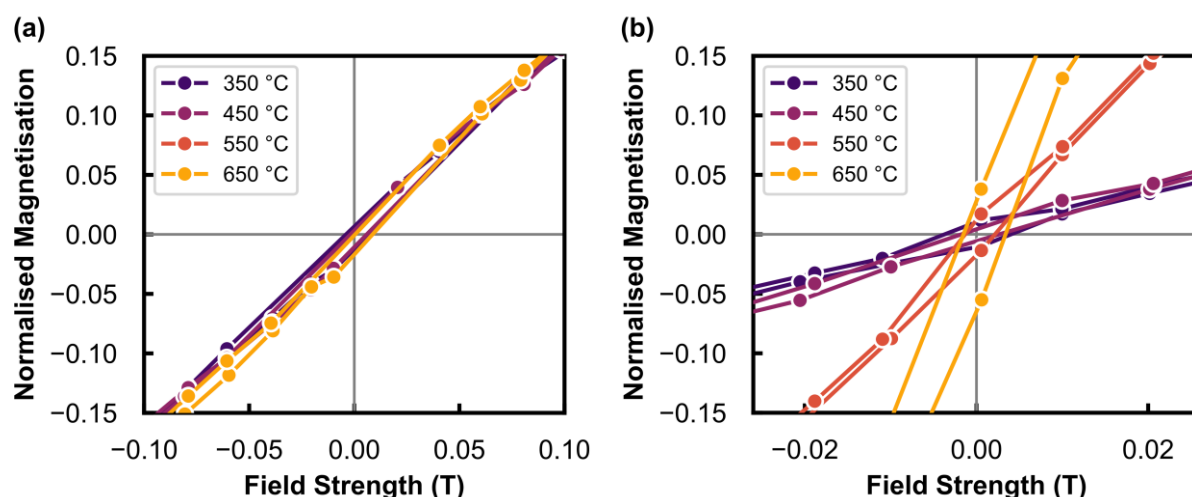 (a)
Normalised Magnetisation
0.15
0.10
0.05
0.00
−0.05
−0.10
−0.15
350 °C
450 °C
550 °C
650 °C
−0.10 −0.05 0.00 0.05 0.10
Field Strength (T)
(b)
Normalised Magnetisation
0.15
0.10
0.05
0.00
−0.05
−0.10
−0.15
350 °C
450 °C
550 °C
650 °C
−0.02 0.00 0.02
Field Strength (T)